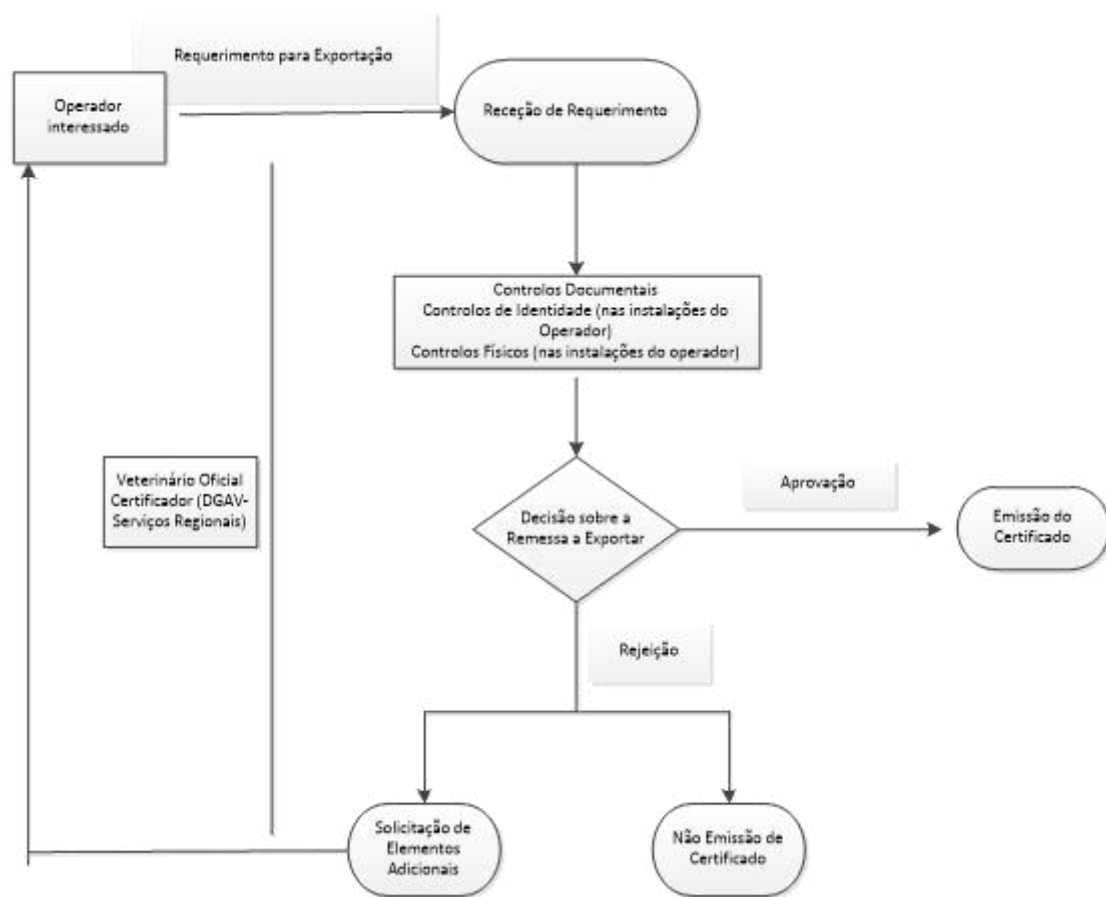 Requerimento para Exportação
Operador
interessado
Receção de Requerimento
Controlos Documentais
Controlos de Identidade (nas instalações do
Operador)
Controlos Físicos (nas instalações do operador)
Veterinário Oficial
Certificador (DGAV-
Serviços Regionais)
Decisão sobre a
Remessa a Exportar
Aprovação
Emissão do
Certificado
Rejeição
Solicitação de
Elementos
Adicionais
Não Emissão de
Certificado